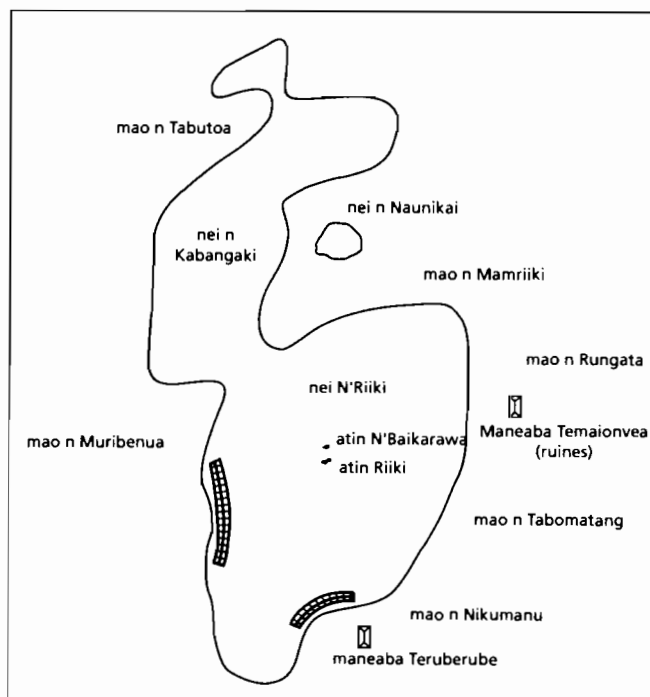 mao n Tabutoa
nei n Naunikai
nei n
Kabangaki
mao n Mamriiki
mao n Rungata
nei N'Riiki
Maneaba Temaionvea
(ruines)
mao n Muribenua
atin N'Baikarawa
atin Riiki
mao n Tabomatang
mao n Nikumanu
maneaba Teruberube